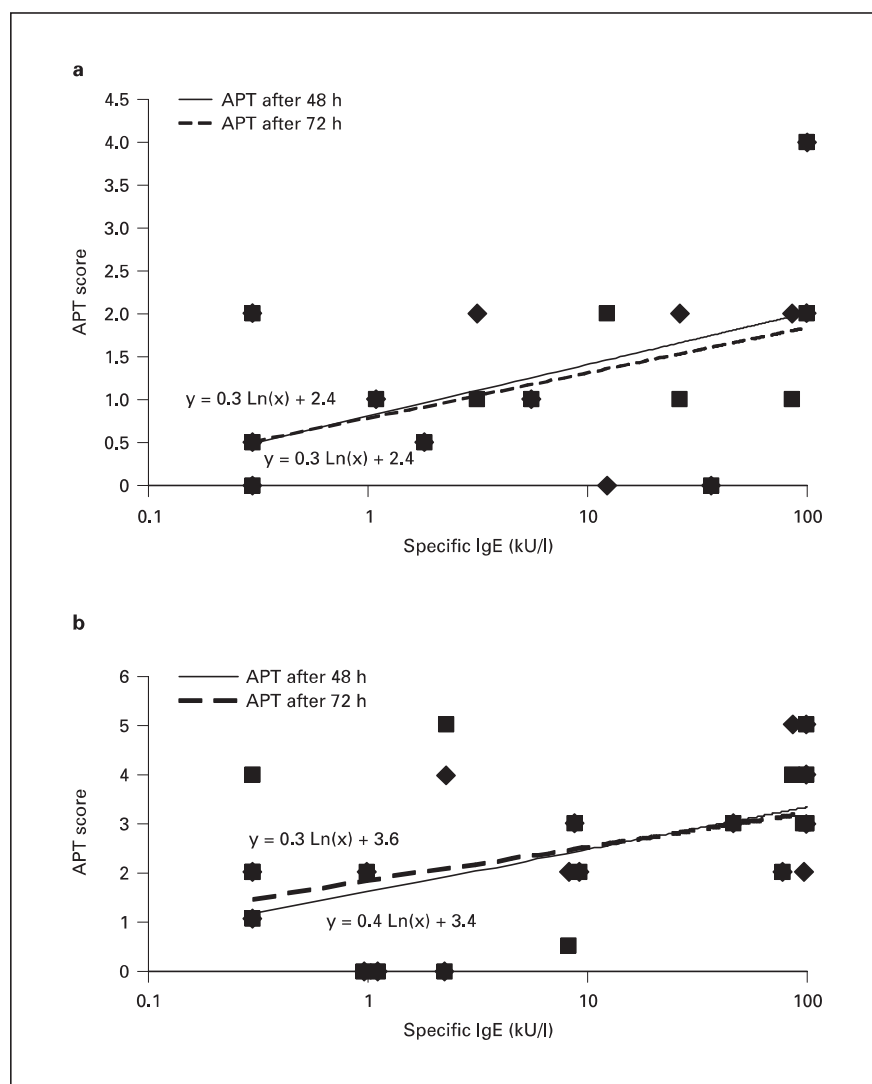 a
4.5
APT after 48 h
APT after 72 h
4.0
3.5
3.0
2.5
2.0
1.5
1.0
0.5
0
APT score
y = 0.3 Ln(x) + 2.4
y = 0.3 Ln(x) + 2.4
0.1 1 10 100
Specific IgE (kU/l)
b
6
APT after 48 h
APT after 72 h
5
4
3
2
1
0
APT score
y = 0.3 Ln(x) + 3.6
y = 0.4 Ln(x) + 3.4
0.1 1 10 100
Specific IgE (kU/l)